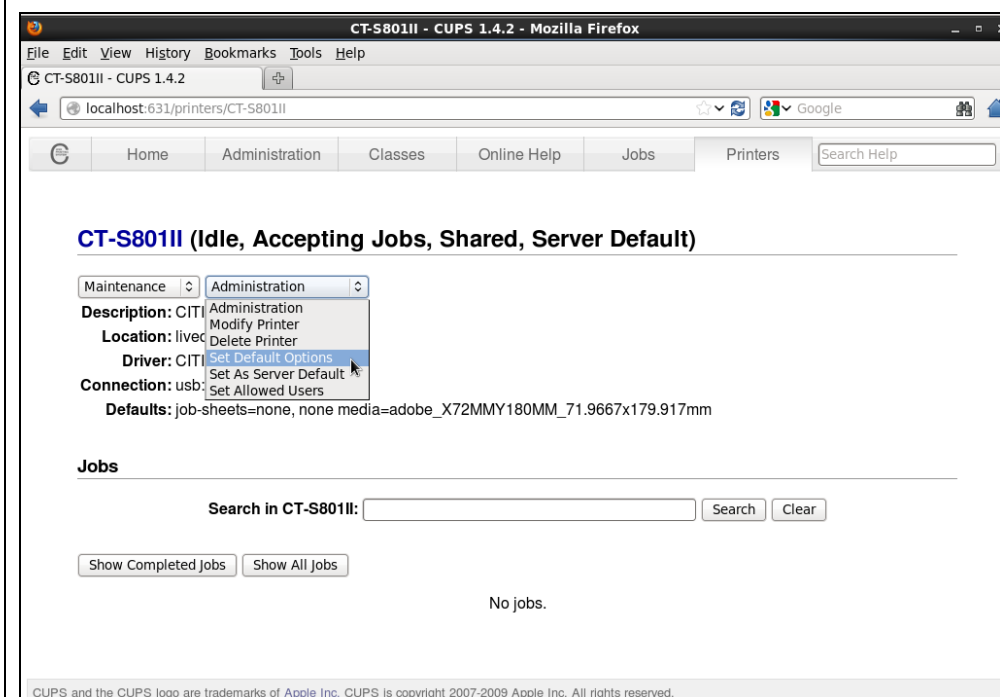 CT-S801II - CUPS 1.4.2 - Mozilla Firefox
File Edit View History Bookmarks Tools Help
CT-S801II - CUPS 1.4.2
localhost:631/printers/CT-S801II Google
Home Administration Classes Online Help Jobs Printers Search Help
CT-S801II (Idle, Accepting Jobs, Shared, Server Default)
Maintenance Administration
Description: CITI Administration
Modify Printer
Location: lived Delete Printer
Driver: CITI Set Default Options
Set As Server Default
Connection: usb: Set Allowed Users
Defaults: job-sheets=none, none media=adobe_X72MMY180MM_71.9667x179.917mm
Jobs
Search in CT-S801II: Search Clear
Show Completed Jobs Show All Jobs
No jobs.
CUPS and the CUPS logo are trademarks of Apple Inc. CUPS is copyright 2007-2009 Apple Inc. All rights reserved.